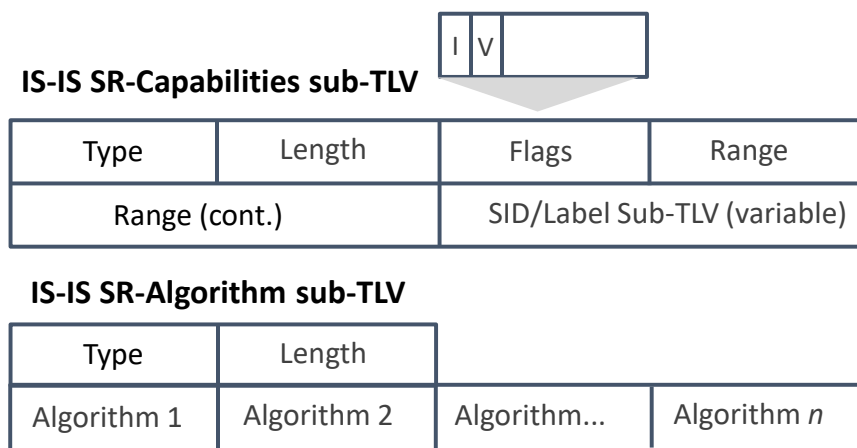 I V
IS-IS SR-Capabilities sub-TLV
Type Length Flags Range
Range (cont.) SID/Label Sub-TLV (variable)
IS-IS SR-Algorithm sub-TLV
Type Length
Algorithm 1 Algorithm 2 Algorithm... Algorithm n